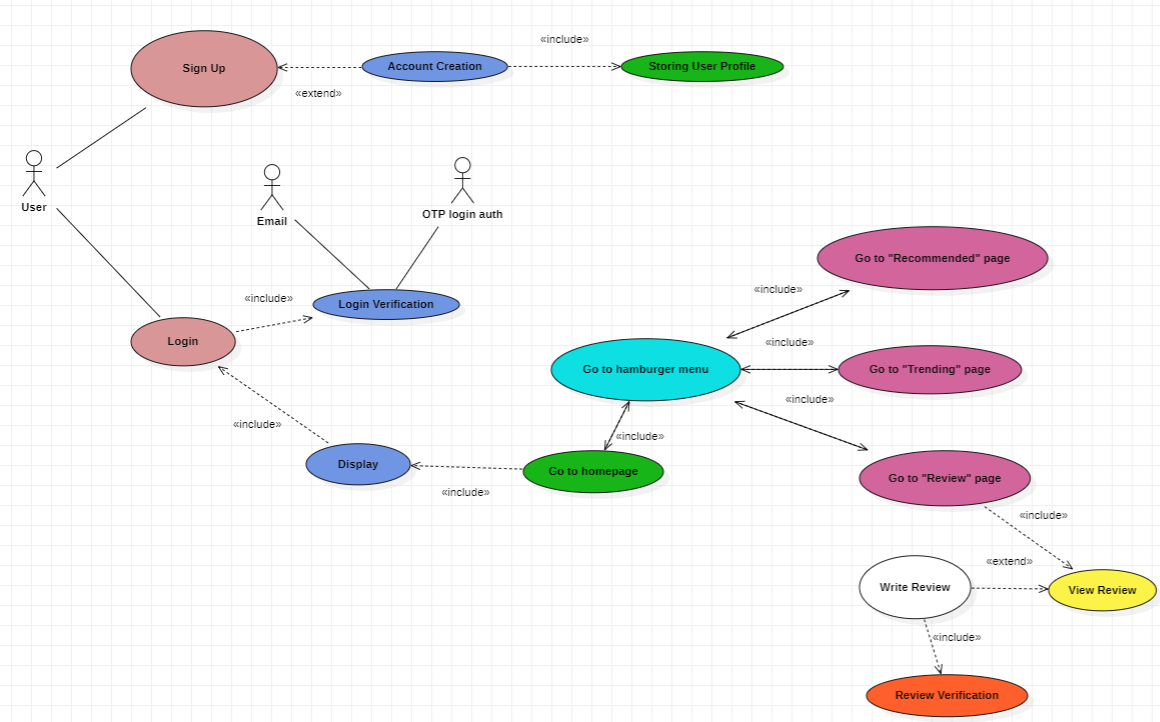 «include»
Sign Up
Account Creation
Storing User Profile
«extend»
User
Email
OTP login auth
Go to "Recommended" page
«include»
«include»
Login Verification
Login
«include»
Go to hamburger menu
Go to "Trending" page
«include»
«include»
«include»
Display
Go to homepage
Go to "Review" page
«include»
«include»
«extend»
Write Review
View Review
«include»
Review Verification